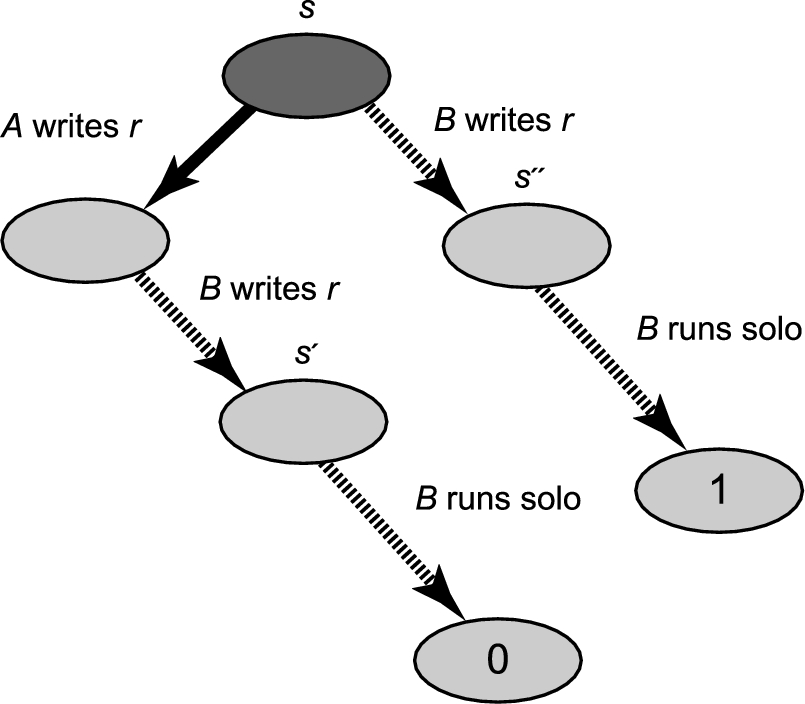 s
A writes r
B writes r
s″
B writes r
B runs solo
s′
1
B runs solo
0